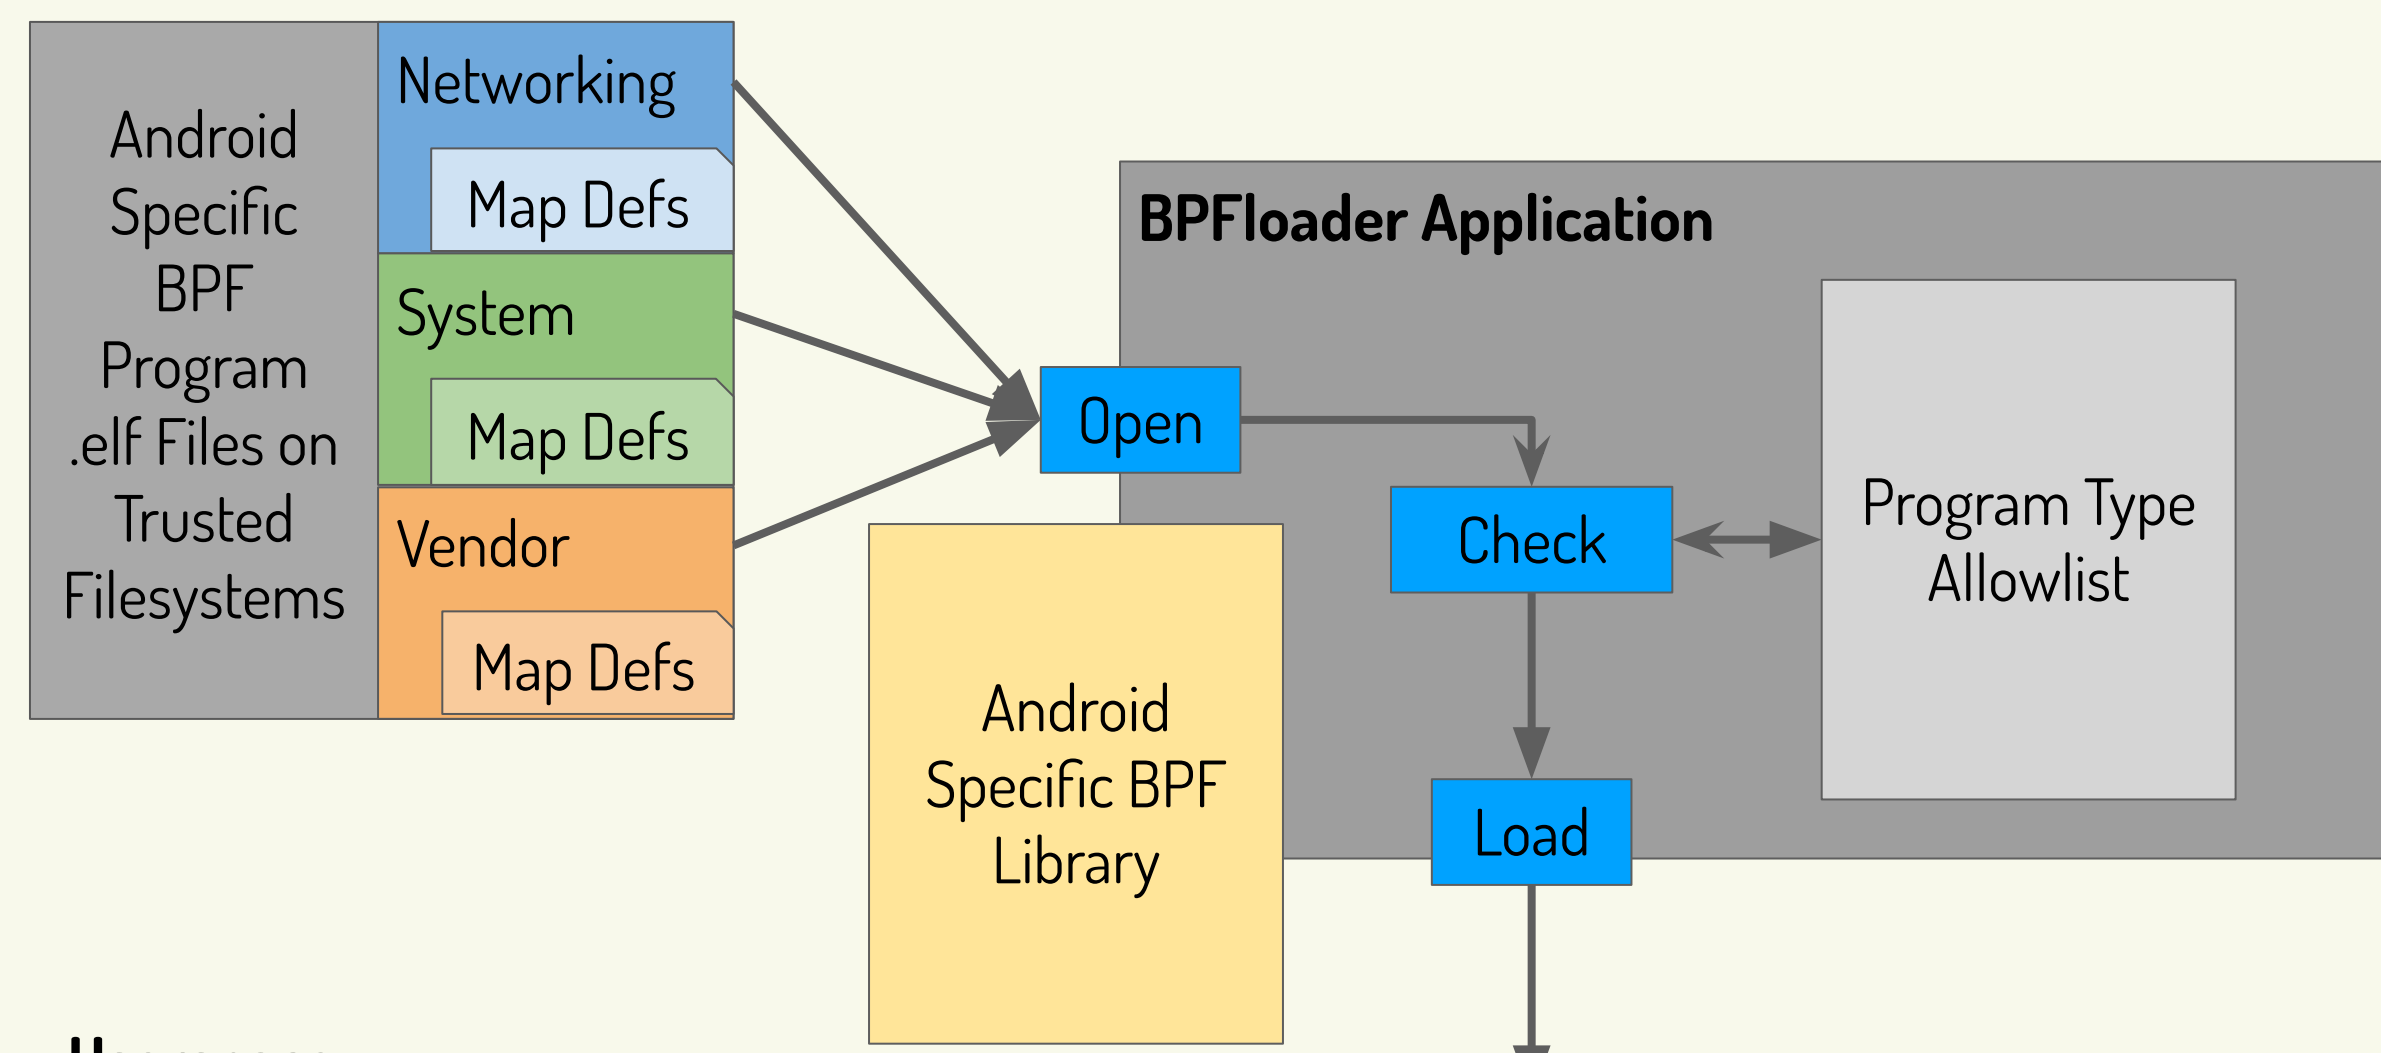 Android
Specific
BPF
Program
.elf Files on
Trusted
Filesystems
Networking
Map Defs
System
Map Defs
Vendor
Map Defs
BPFloader Application
Open
Check
Program Type
Allowlist
Load
Android
Specific BPF
Library